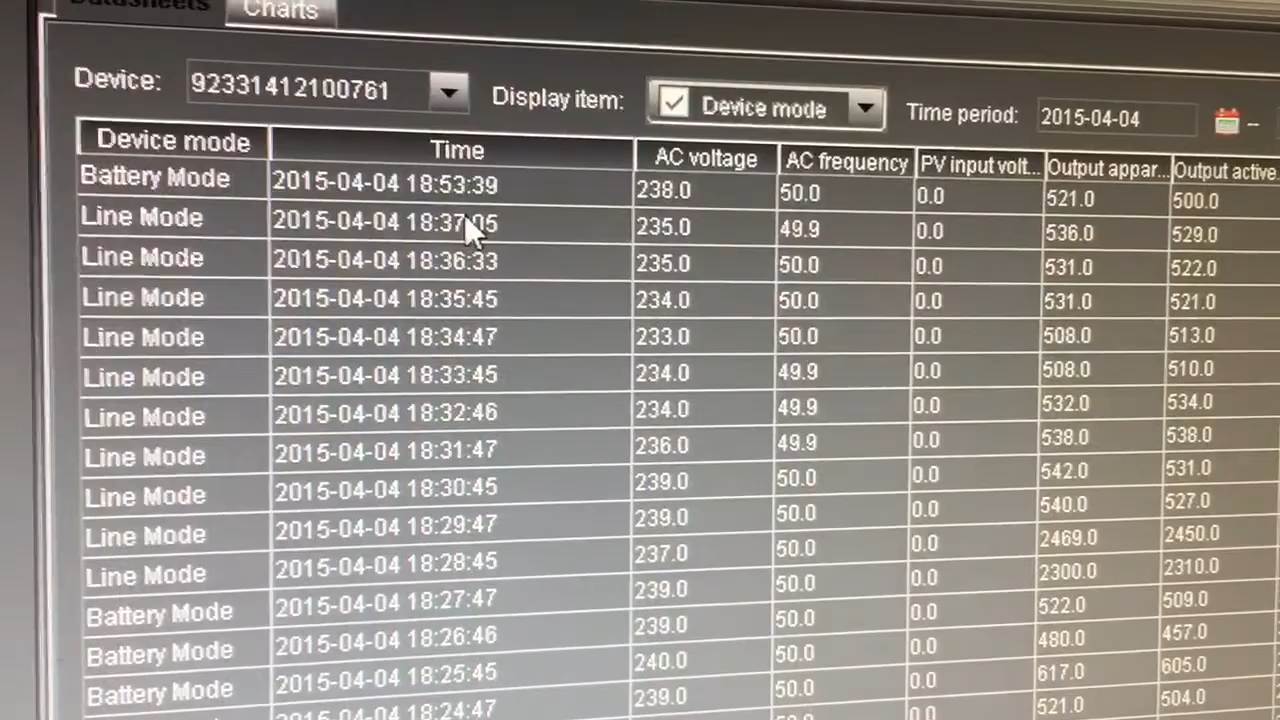 Charts
Device: 92331412100761 Display item: Device mode Time period: 2015-04-04 --
Device mode Time AC voltage AC frequency PV input volt... Output appar... Output active
Battery Mode 2015-04-04 18:53:39 238.0 50.0 0.0 521.0 500.0
Line Mode 2015-04-04 18:37:05 235.0 49.9 0.0 536.0 529.0
Line Mode 2015-04-04 18:36:33 235.0 50.0 0.0 531.0 522.0
Line Mode 2015-04-04 18:35:45 234.0 50.0 0.0 531.0 521.0
Line Mode 2015-04-04 18:34:47 233.0 50.0 0.0 508.0 513.0
Line Mode 2015-04-04 18:33:45 234.0 49.9 0.0 508.0 510.0
Line Mode 2015-04-04 18:32:46 234.0 49.9 0.0 532.0 534.0
Line Mode 2015-04-04 18:31:47 236.0 49.9 0.0 538.0 538.0
Line Mode 2015-04-04 18:30:45 239.0 50.0 0.0 542.0 531.0
Line Mode 2015-04-04 18:29:47 239.0 50.0 0.0 540.0 527.0
Line Mode 2015-04-04 18:28:45 237.0 50.0 0.0 2469.0 2450.0
Battery Mode 2015-04-04 18:27:47 239.0 50.0 0.0 2300.0 2310.0
Battery Mode 2015-04-04 18:26:46 239.0 50.0 0.0 522.0 509.0
Battery Mode 2015-04-04 18:25:45 240.0 50.0 0.0 480.0 457.0
2015-04-04 18:24:47 239.0 50.0 0.0 617.0 605.0
521.0 504.0